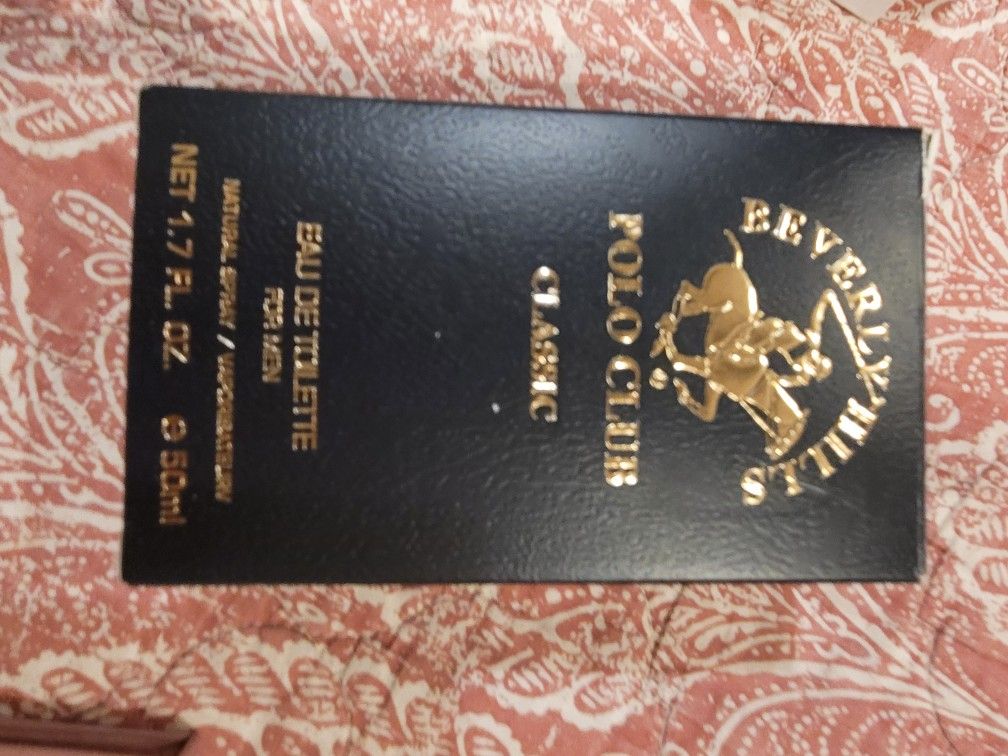 BEVERLY HILLS
POLO CLUB
CLASSIC
EAU DE TOILETTE
FOR MEN
NATURAL SPRAY / VAPORISATEUR
NET 1.7 FL. OZ. ℮ 50ml